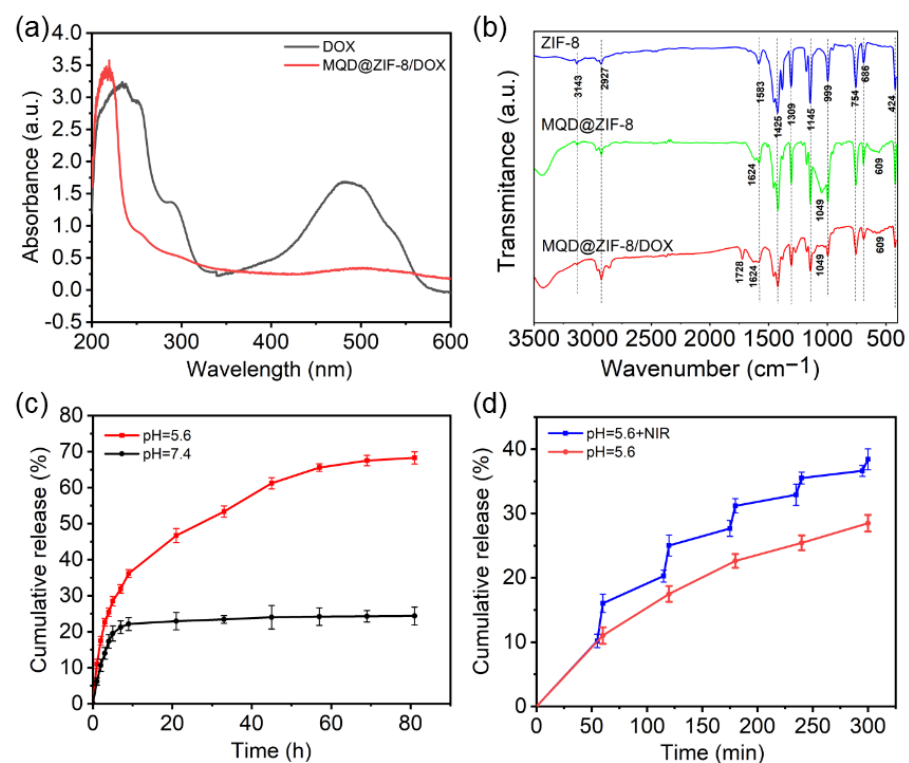 (a)
DOX
MQD@ZIF-8/DOX
Absorbance (a.u.)
4.0
3.5
3.0
2.5
2.0
1.5
1.0
0.5
0.0
-0.5
200 300 400 500 600
Wavelength (nm)
(b)
ZIF-8
3143 2927 1583 1425 1309 1145 999 754 686 424
MQD@ZIF-8
1624 1049 609
MQD@ZIF-8/DOX
1728 1624 1049 609
Transmitance (a.u.)
3500 3000 2500 2000 1500 1000 500
Wavenumber (cm−1)
(c)
pH=5.6
pH=7.4
Cumulative release (%)
80
70
60
50
40
30
20
10
0
0 20 40 60 80
Time (h)
(d)
pH=5.6+NIR
pH=5.6
Cumulative release (%)
40
30
20
10
0
0 50 100 150 200 250 300
Time (min)